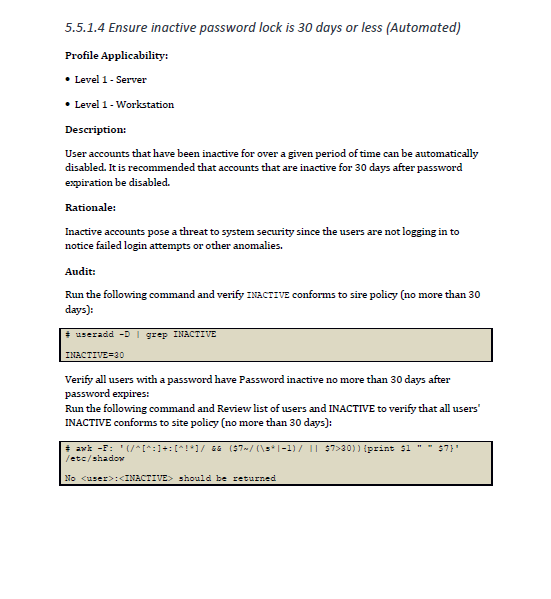 5.5.1.4 Ensure inactive password lock is 30 days or less (Automated)
Profile Applicability:
• Level 1 - Server
• Level 1 - Workstation
Description:
User accounts that have been inactive for over a given period of time can be automatically
disabled. It is recommended that accounts that are inactive for 30 days after password
expiration be disabled.
Rationale:
Inactive accounts pose a threat to system security since the users are not logging in to
notice failed login attempts or other anomalies.
Audit:
Run the following command and verify INACTIVE conforms to sire policy (no more than 30
days):
# useradd -D | grep INACTIVE
INACTIVE=30
Verify all users with a password have Password inactive no more than 30 days after
password expires:
Run the following command and Review list of users and INACTIVE to verify that all users'
INACTIVE conforms to site policy (no more than 30 days):
# awk -F: '(/^[^:]+:[^!*]/ && ($7~/(\s*|-1)/ || $7>30)){print $1 " " $7}'
/etc/shadow
No <user>:<INACTIVE> should be returned